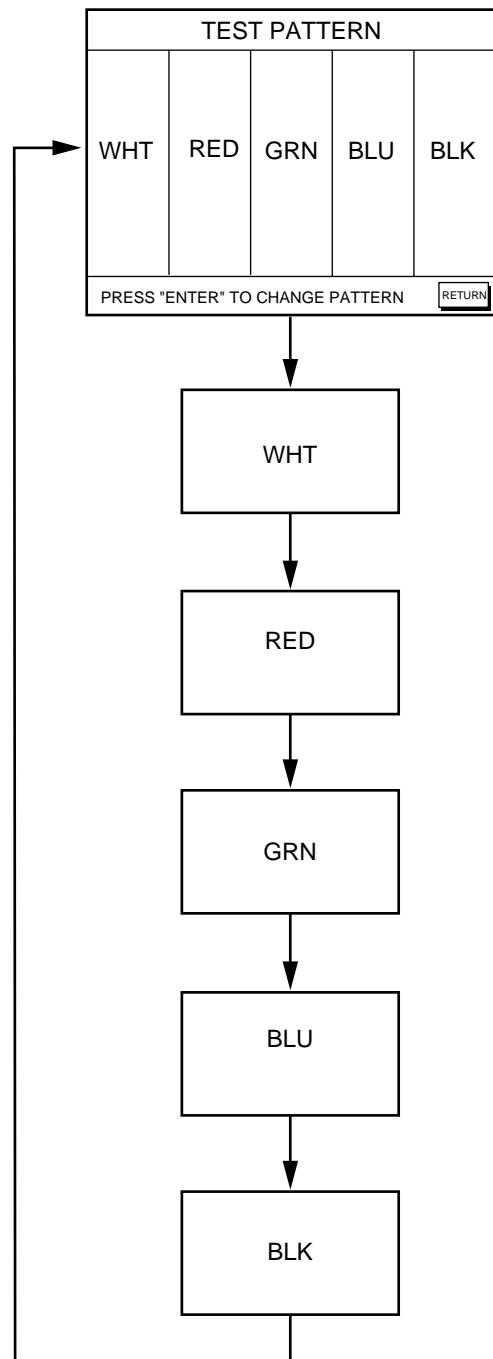 TEST PATTERN
WHT RED GRN BLU BLK
PRESS "ENTER" TO CHANGE PATTERN RETURN
WHT
RED
GRN
BLU
BLK